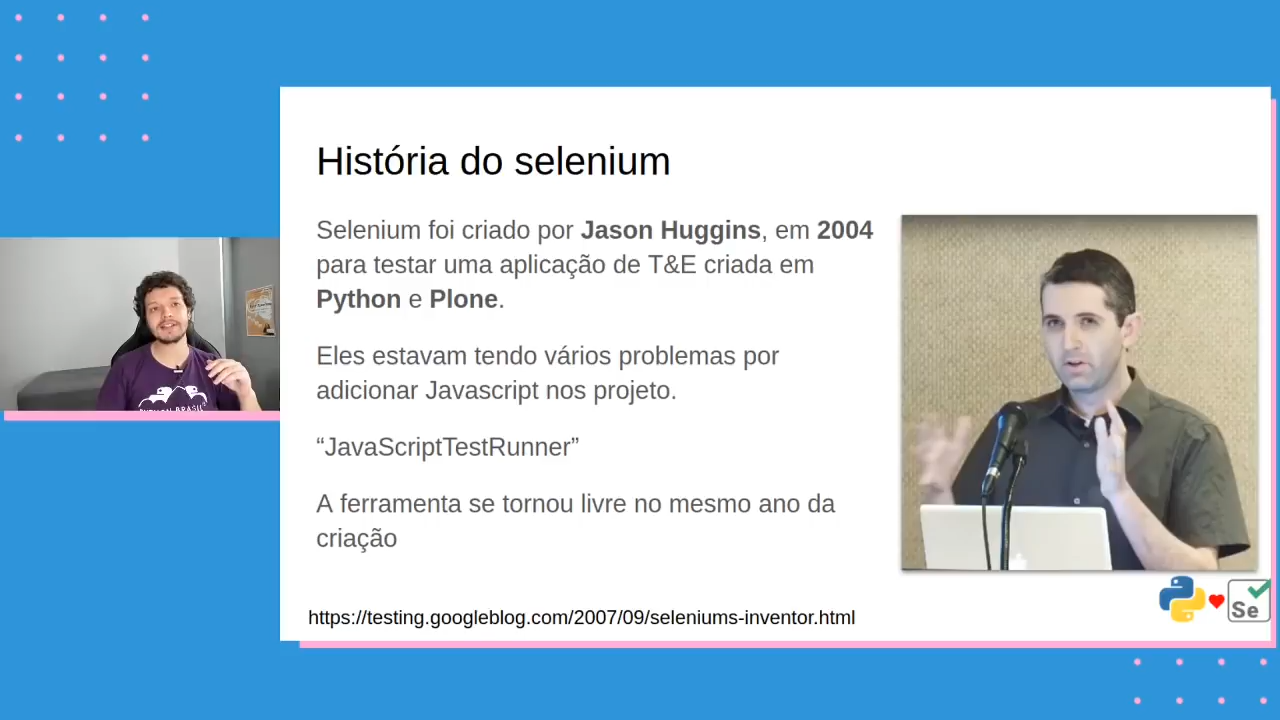 História do selenium
Selenium foi criado por Jason Huggins, em 2004
para testar uma aplicação de T&E criada em
Python e Plone.
Eles estavam tendo vários problemas por
adicionar Javascript nos projeto.
“JavaScriptTestRunner”
A ferramenta se tornou livre no mesmo ano da
criação
https://testing.googleblog.com/2007/09/seleniums-inventor.html
Se
PYTHON BRASIL